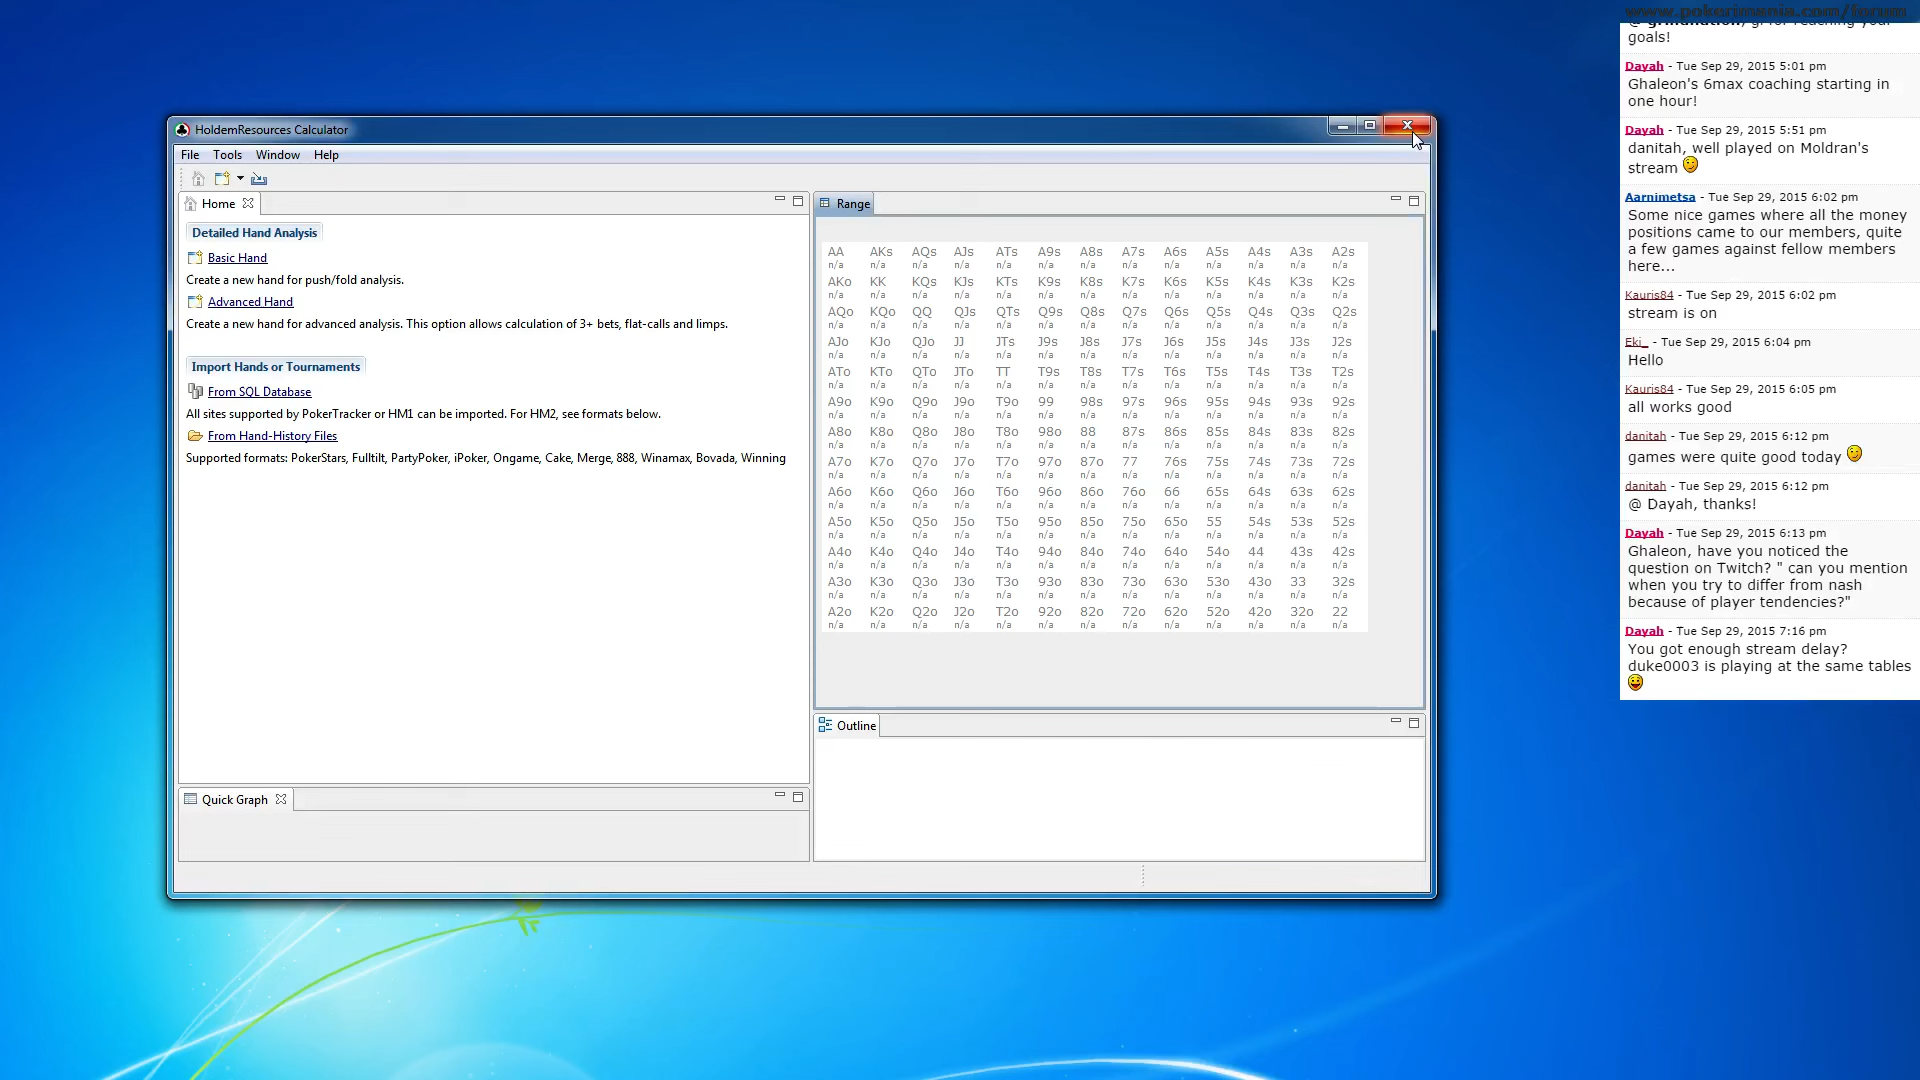 HoldemResources Calculator
File Tools Window Help
Home
Detailed Hand Analysis
Basic Hand
Create a new hand for push/fold analysis.
Advanced Hand
Create a new hand for advanced analysis. This option allows calculation of 3+ bets, flat-calls and limps.
Import Hands or Tournaments
From SQL Database
All sites supported by PokerTracker or HM1 can be imported. For HM2, see formats below.
From Hand-History Files
Supported formats: PokerStars, Fulltilt, PartyPoker, iPoker, Ongame, Cake, Merge, 888, Winamax, Bovada, Winning
Quick Graph
Range
AA AKs AQs AJs ATs A9s A8s A7s A6s A5s A4s A3s A2s
n/a n/a n/a n/a n/a n/a n/a n/a n/a n/a n/a n/a n/a
AKo KK KQs KJs KTs K9s K8s K7s K6s K5s K4s K3s K2s
n/a n/a n/a n/a n/a n/a n/a n/a n/a n/a n/a n/a n/a
AQo KQo QQ QJs QTs Q9s Q8s Q7s Q6s Q5s Q4s Q3s Q2s
n/a n/a n/a n/a n/a n/a n/a n/a n/a n/a n/a n/a n/a
AJo KJo QJo JJ JTs J9s J8s J7s J6s J5s J4s J3s J2s
n/a n/a n/a n/a n/a n/a n/a n/a n/a n/a n/a n/a n/a
ATo KTo QTo JTo TT T9s T8s T7s T6s T5s T4s T3s T2s
n/a n/a n/a n/a n/a n/a n/a n/a n/a n/a n/a n/a n/a
A9o K9o Q9o J9o T9o 99 98s 97s 96s 95s 94s 93s 92s
n/a n/a n/a n/a n/a n/a n/a n/a n/a n/a n/a n/a n/a
A8o K8o Q8o J8o T8o 98o 88 87s 86s 85s 84s 83s 82s
n/a n/a n/a n/a n/a n/a n/a n/a n/a n/a n/a n/a n/a
A7o K7o Q7o J7o T7o 97o 87o 77 76s 75s 74s 73s 72s
n/a n/a n/a n/a n/a n/a n/a n/a n/a n/a n/a n/a n/a
A6o K6o Q6o J6o T6o 96o 86o 76o 66 65s 64s 63s 62s
n/a n/a n/a n/a n/a n/a n/a n/a n/a n/a n/a n/a n/a
A5o K5o Q5o J5o T5o 95o 85o 75o 65o 55 54s 53s 52s
n/a n/a n/a n/a n/a n/a n/a n/a n/a n/a n/a n/a n/a
A4o K4o Q4o J4o T4o 94o 84o 74o 64o 54o 44 43s 42s
n/a n/a n/a n/a n/a n/a n/a n/a n/a n/a n/a n/a n/a
A3o K3o Q3o J3o T3o 93o 83o 73o 63o 53o 43o 33 32s
n/a n/a n/a n/a n/a n/a n/a n/a n/a n/a n/a n/a n/a
A2o K2o Q2o J2o T2o 92o 82o 72o 62o 52o 42o 32o 22
n/a n/a n/a n/a n/a n/a n/a n/a n/a n/a n/a n/a n/a
Outline
goals!
Dayah - Tue Sep 29, 2015 5:01 pm
Ghaleon's 6max coaching starting in
one hour!
Dayah - Tue Sep 29, 2015 5:51 pm
danitah, well played on Moldran's
stream
Aarnimetsa - Tue Sep 29, 2015 6:02 pm
Some nice games where all the money
positions came to our members, quite
a few games against fellow members
here...
Kauris84 - Tue Sep 29, 2015 6:02 pm
stream is on
Eki_ - Tue Sep 29, 2015 6:04 pm
Hello
Kauris84 - Tue Sep 29, 2015 6:05 pm
all works good
danitah - Tue Sep 29, 2015 6:12 pm
games were quite good today
danitah - Tue Sep 29, 2015 6:12 pm
@ Dayah, thanks!
Dayah - Tue Sep 29, 2015 6:13 pm
Ghaleon, have you noticed the
question on Twitch? " can you mention
when you try to differ from nash
because of player tendencies?"
Dayah - Tue Sep 29, 2015 7:16 pm
You got enough stream delay?
duke0003 is playing at the same tables